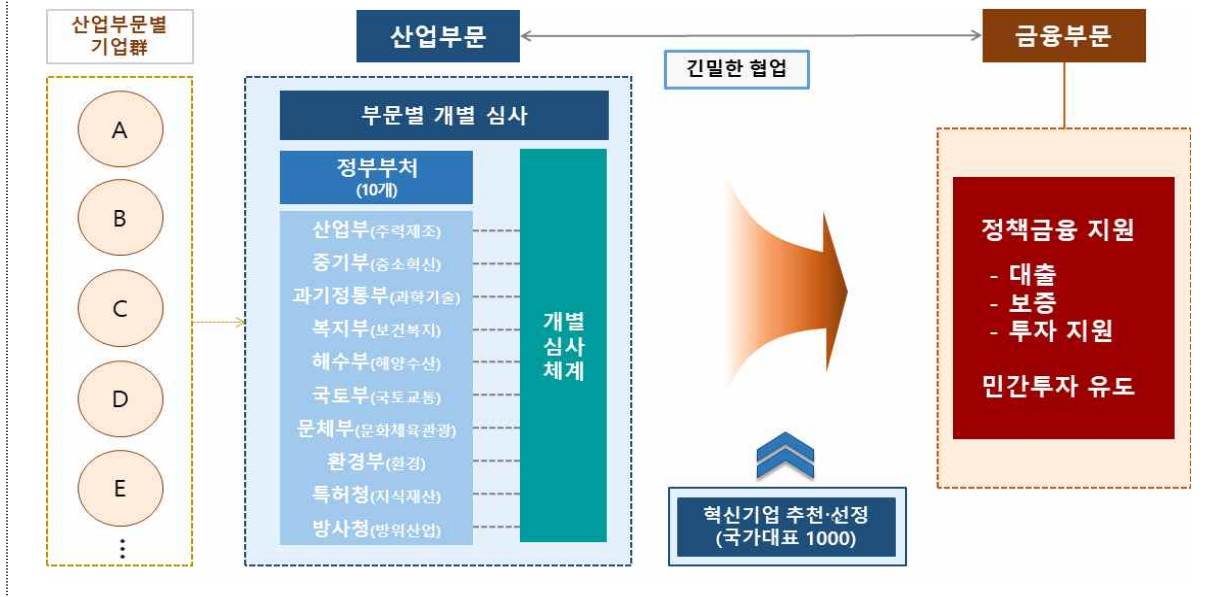 산업부문별
기업群
산업부문
금융부문
긴밀한 협업
A
B
C
D
E
⋮
부문별 개별 심사
정부부처
(10개)
산업부(주력제조)
중기부(중소혁신)
과기정통부(과학기술)
복지부(보건복지)
해수부(해양수산)
국토부(국토교통)
문체부(문화체육관광)
환경부(환경)
특허청(지식재산)
방사청(방위산업)
개별
심사
체계
혁신기업 추천·선정
(국가대표 1000)
정책금융 지원
- 대출
- 보증
- 투자 지원
민간투자 유도